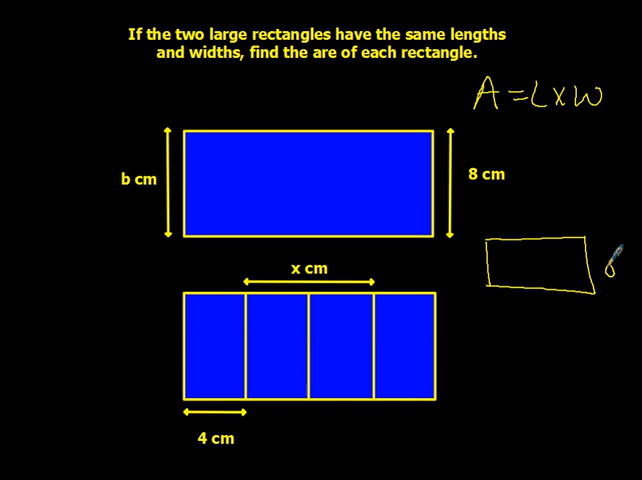 If the two large rectangles have the same lengths
and widths, find the are of each rectangle.
A = L x W
b cm
8 cm
x cm
4 cm